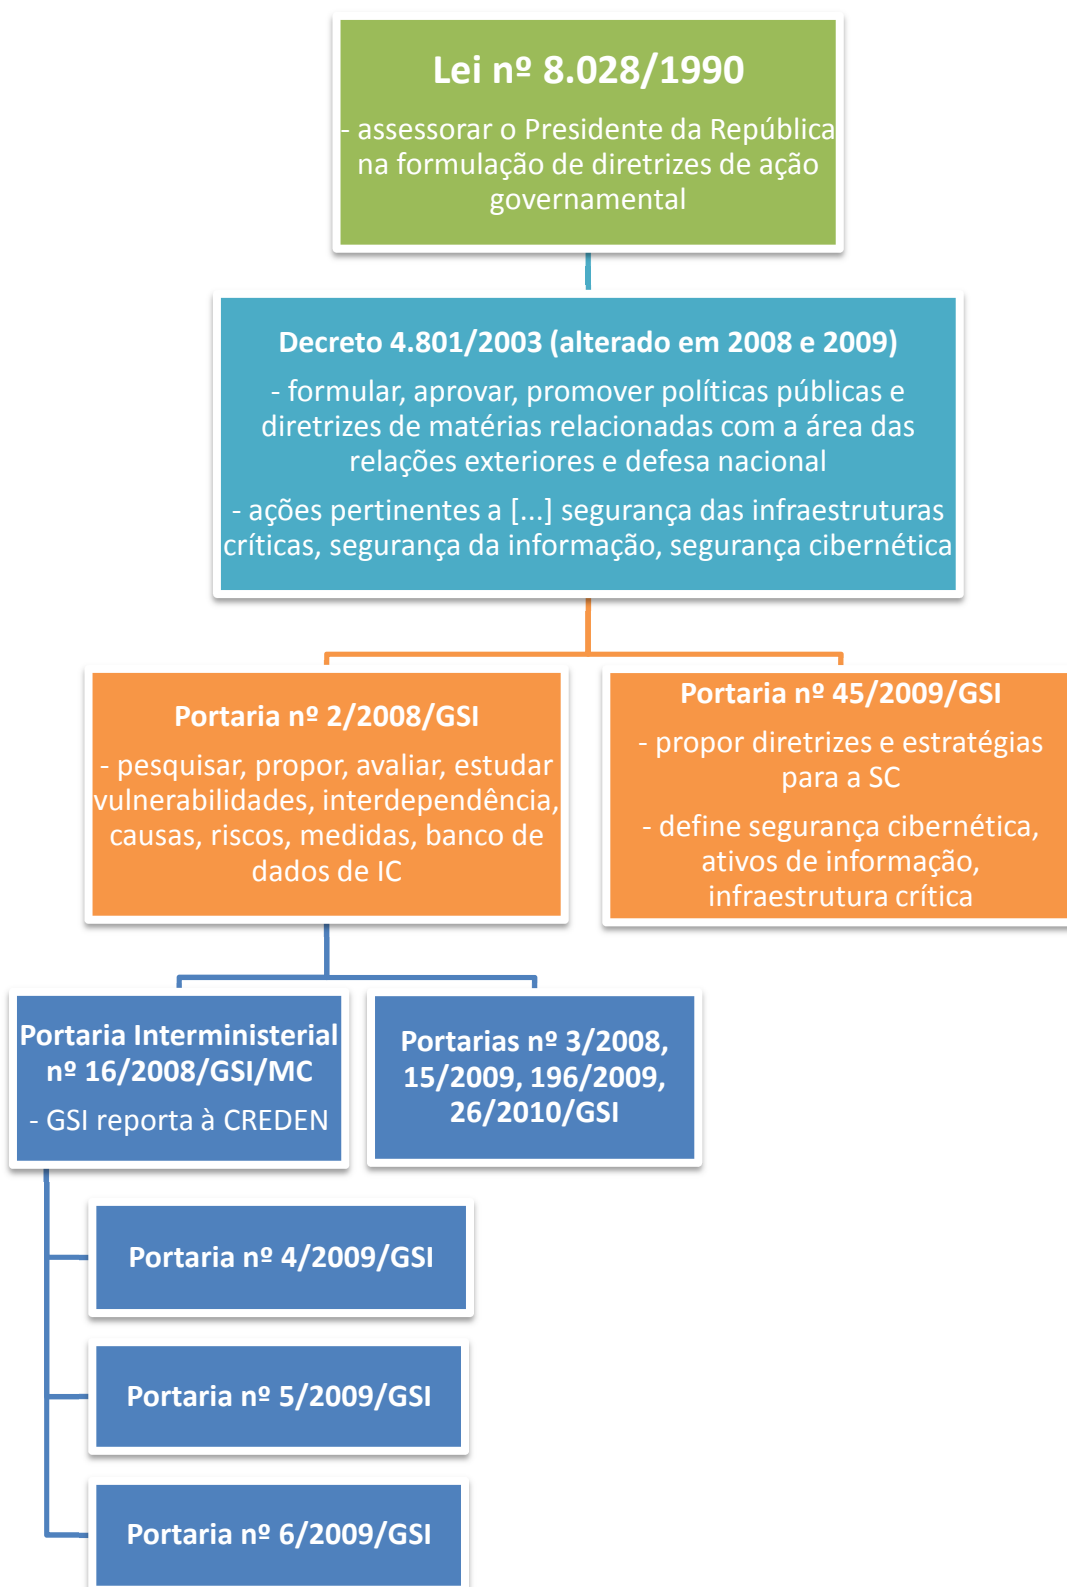 Lei nº 8.028/1990
- assessorar o Presidente da República
na formulação de diretrizes de ação
governamental
Decreto 4.801/2003 (alterado em 2008 e 2009)
- formular, aprovar, promover políticas públicas e
diretrizes de matérias relacionadas com a área das
relações exteriores e defesa nacional
- ações pertinentes a [...] segurança das infraestruturas
críticas, segurança da informação, segurança cibernética
Portaria nº 2/2008/GSI
- pesquisar, propor, avaliar, estudar
vulnerabilidades, interdependência,
causas, riscos, medidas, banco de
dados de IC
Portaria nº 45/2009/GSI
- propor diretrizes e estratégias
para a SC
- define segurança cibernética,
ativos de informação,
infraestrutura crítica
Portaria Interministerial
nº 16/2008/GSI/MC
- GSI reporta à CREDEN
Portarias nº 3/2008,
15/2009, 196/2009,
26/2010/GSI
Portaria nº 4/2009/GSI
Portaria nº 5/2009/GSI
Portaria nº 6/2009/GSI